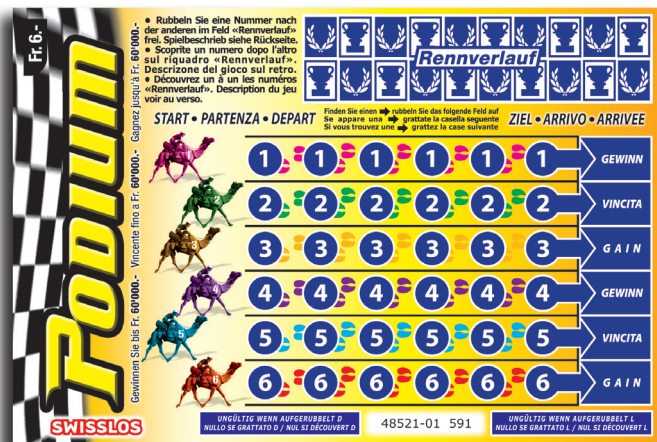 Fr. 6.-
PODIUM
SWISSLOS
Gewinnen Sie bis Fr. 60'000.- Vincente fino a Fr. 60'000.- Gagnez jusqu'à Fr. 60'000.-
• Rubbeln Sie eine Nummer nach
der anderen im Feld «Rennverlauf»
frei. Spielbeschrieb siehe Rückseite.
• Scoprite un numero dopo l'altro
sul riquadro «Rennverlauf».
Descrizone del gioco sul retro.
• Découvrez un à un les numéros
«Rennverlauf». Description du jeu
voir au verso.
Rennverlauf
START • PARTENZA • DEPART
Finden Sie einen ➡ rubbeln Sie das folgende Feld auf
Se appare una ➡ grattate la casella seguente
Si vous trouvez une ➡ grattez la case suivante
ZIEL • ARRIVO • ARRIVEE
1 1 1 1 1 1 GEWINN
2 2 2 2 2 2 2 VINCITA
3 3 3 3 3 3 G A I N
4 4 4 4 4 4 4 GEWINN
5 5 5 5 5 5 5 VINCITA
6 6 6 6 6 6 6 G A I N
UNGÜLTIG WENN AUFGERUBBELT D
NULLO SE GRATTATO D / NUL SI DÉCOUVERT D
48521-01 591
UNGÜLTIG WENN AUFGERUBBELT L
NULLO SE GRATTATO L / NUL SI DÉCOUVERT L